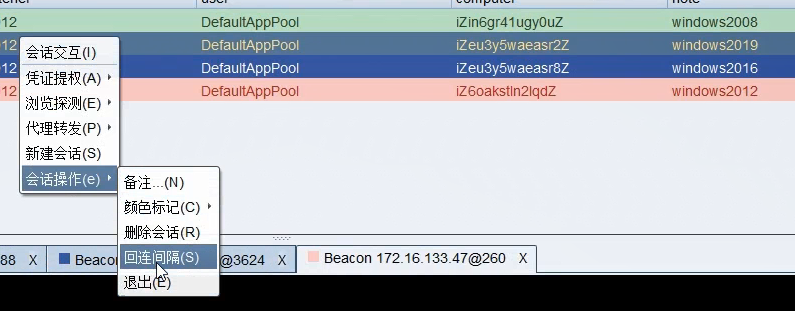 user computer note
12 DefaultAppPool iZin6gr41ugy0uZ windows2008
12 DefaultAppPool iZeu3y5waeasr2Z windows2019
12 DefaultAppPool iZeu3y5waeasr8Z windows2016
12 DefaultAppPool iZ6oakstln2lqdZ windows2012
会话交互(I)
凭证提权(A)
浏览探测(E)
代理转发(P)
新建会话(S)
会话操作(e)
备注...(N)
颜色标记(C)
删除会话(R)
回连间隔(S)
退出(E)
88 X Beacon @3624 X Beacon 172.16.133.47@260 X